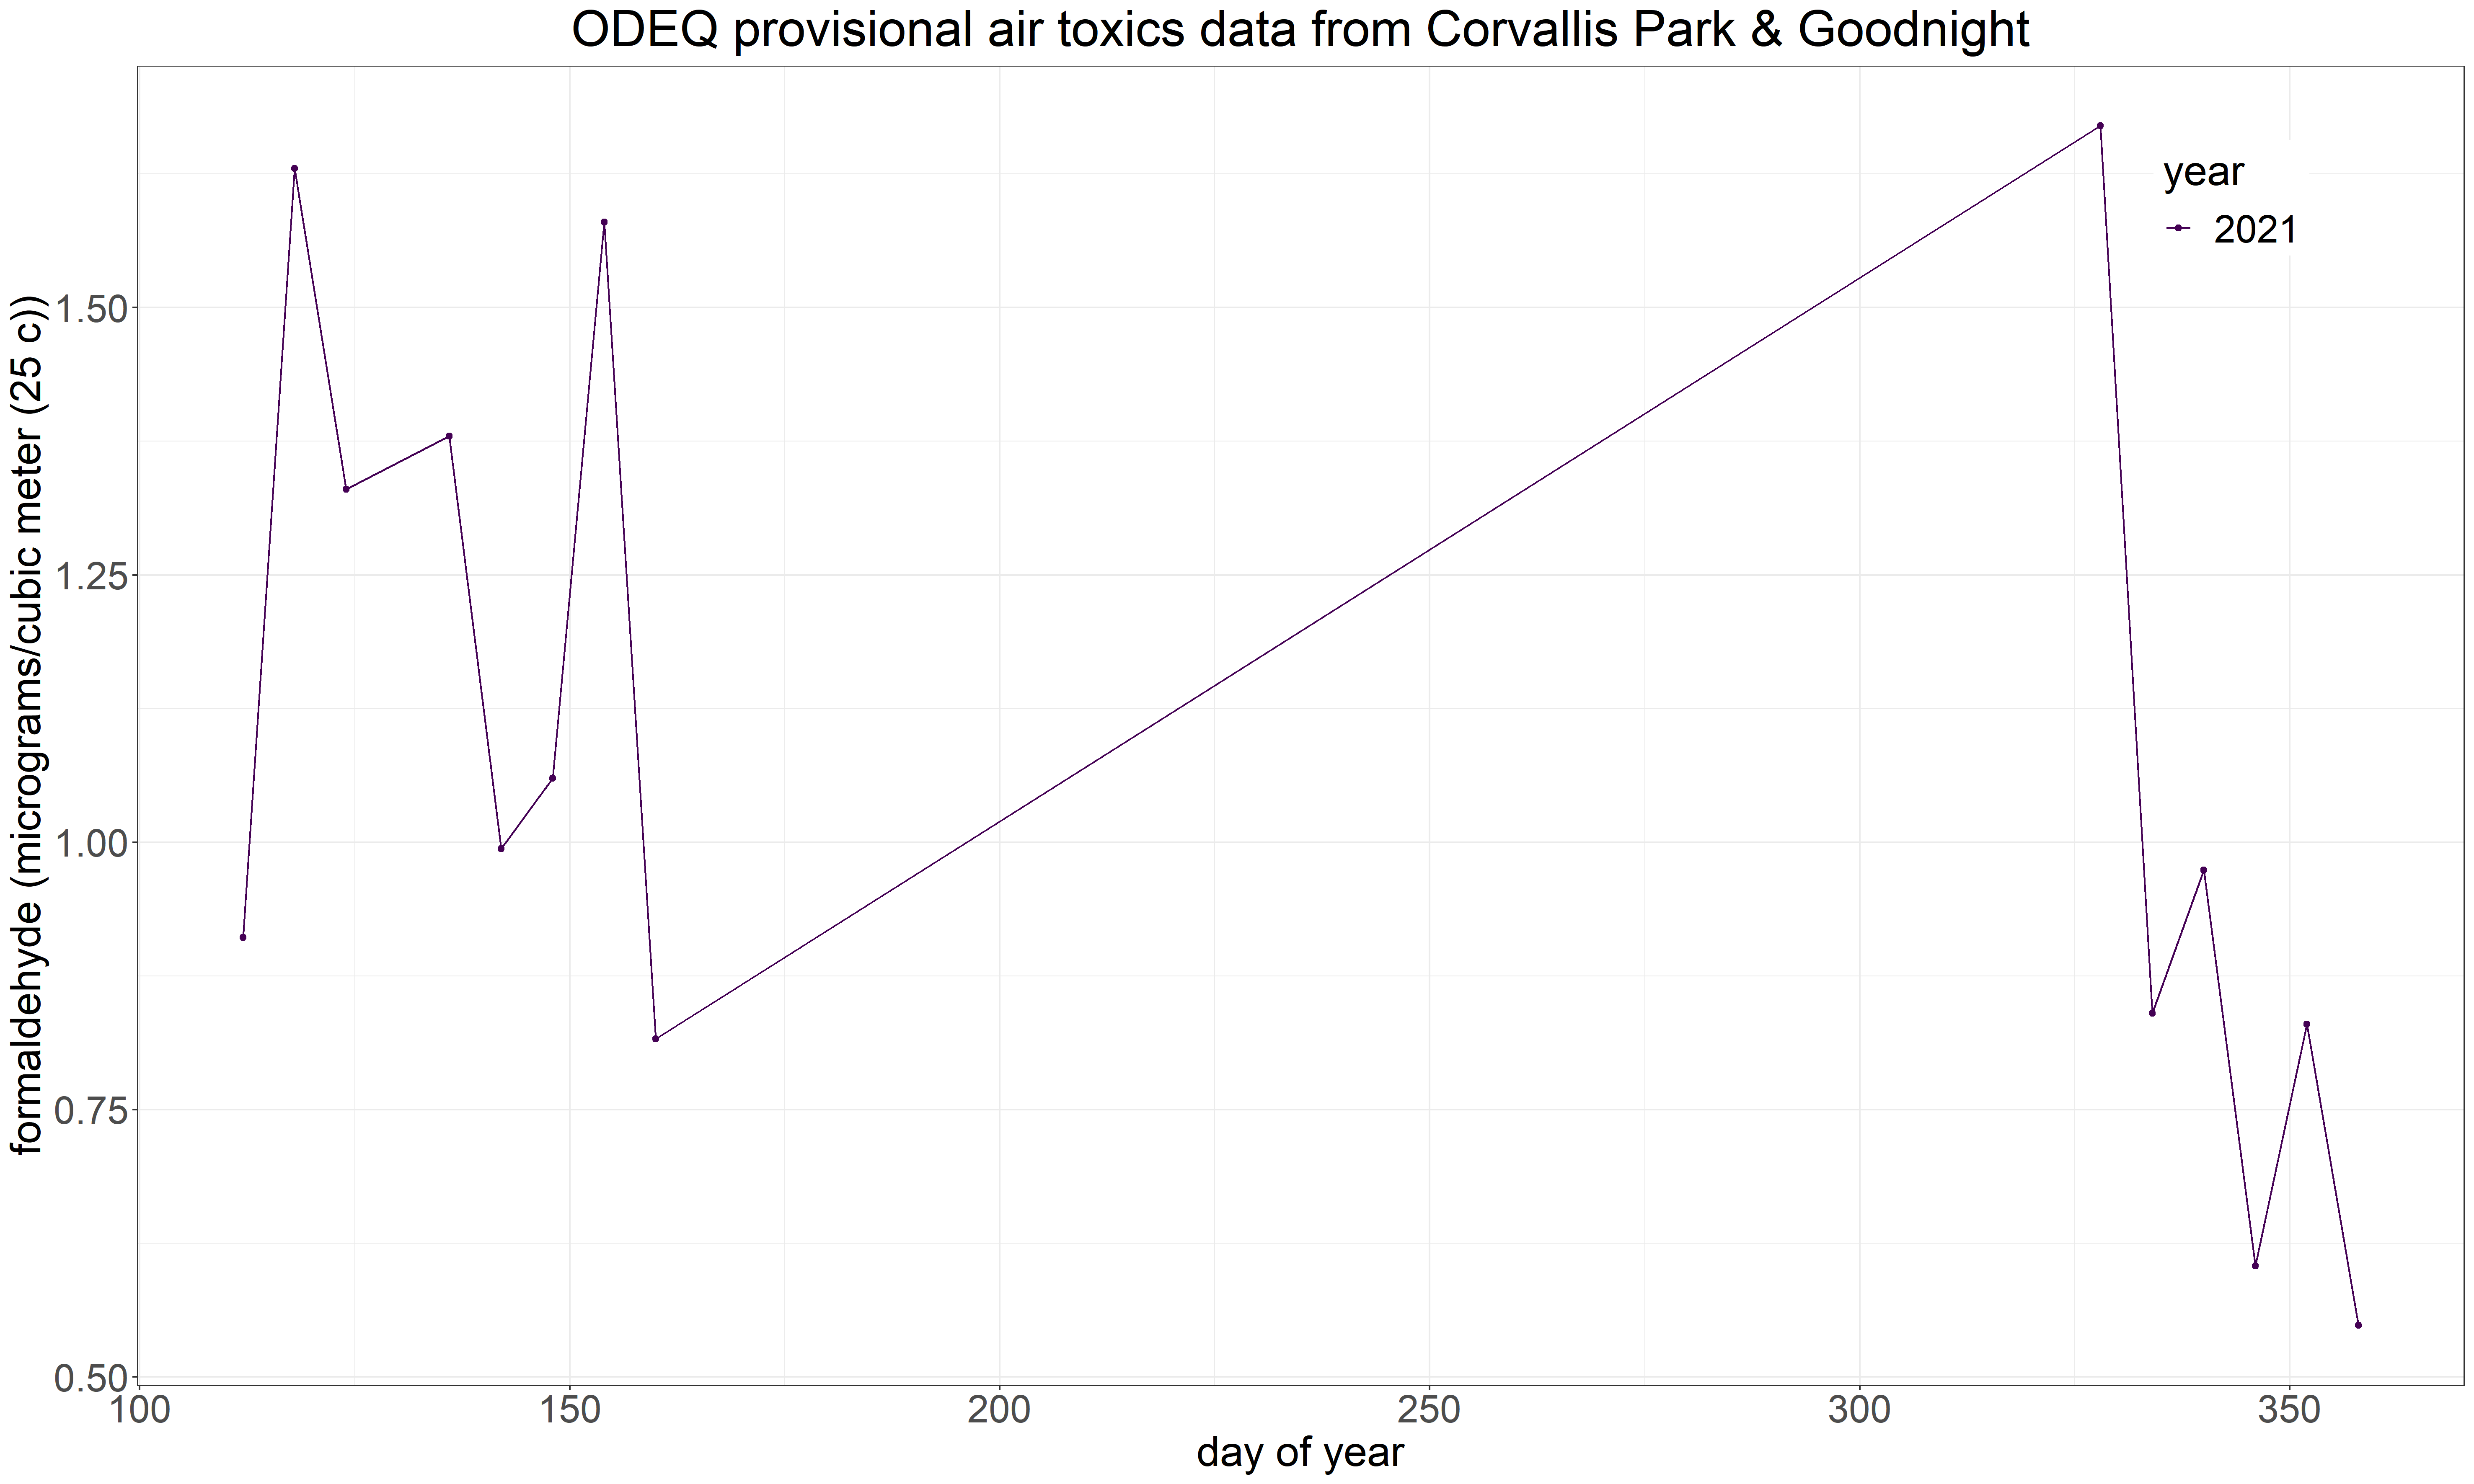 ODEQ provisional air toxics data from Corvallis Park & Goodnight
formaldehyde (micrograms/cubic meter (25 c))
1.50
1.25
1.00
0.75
0.50
year
2021
100 150 200 250 300 350
day of year